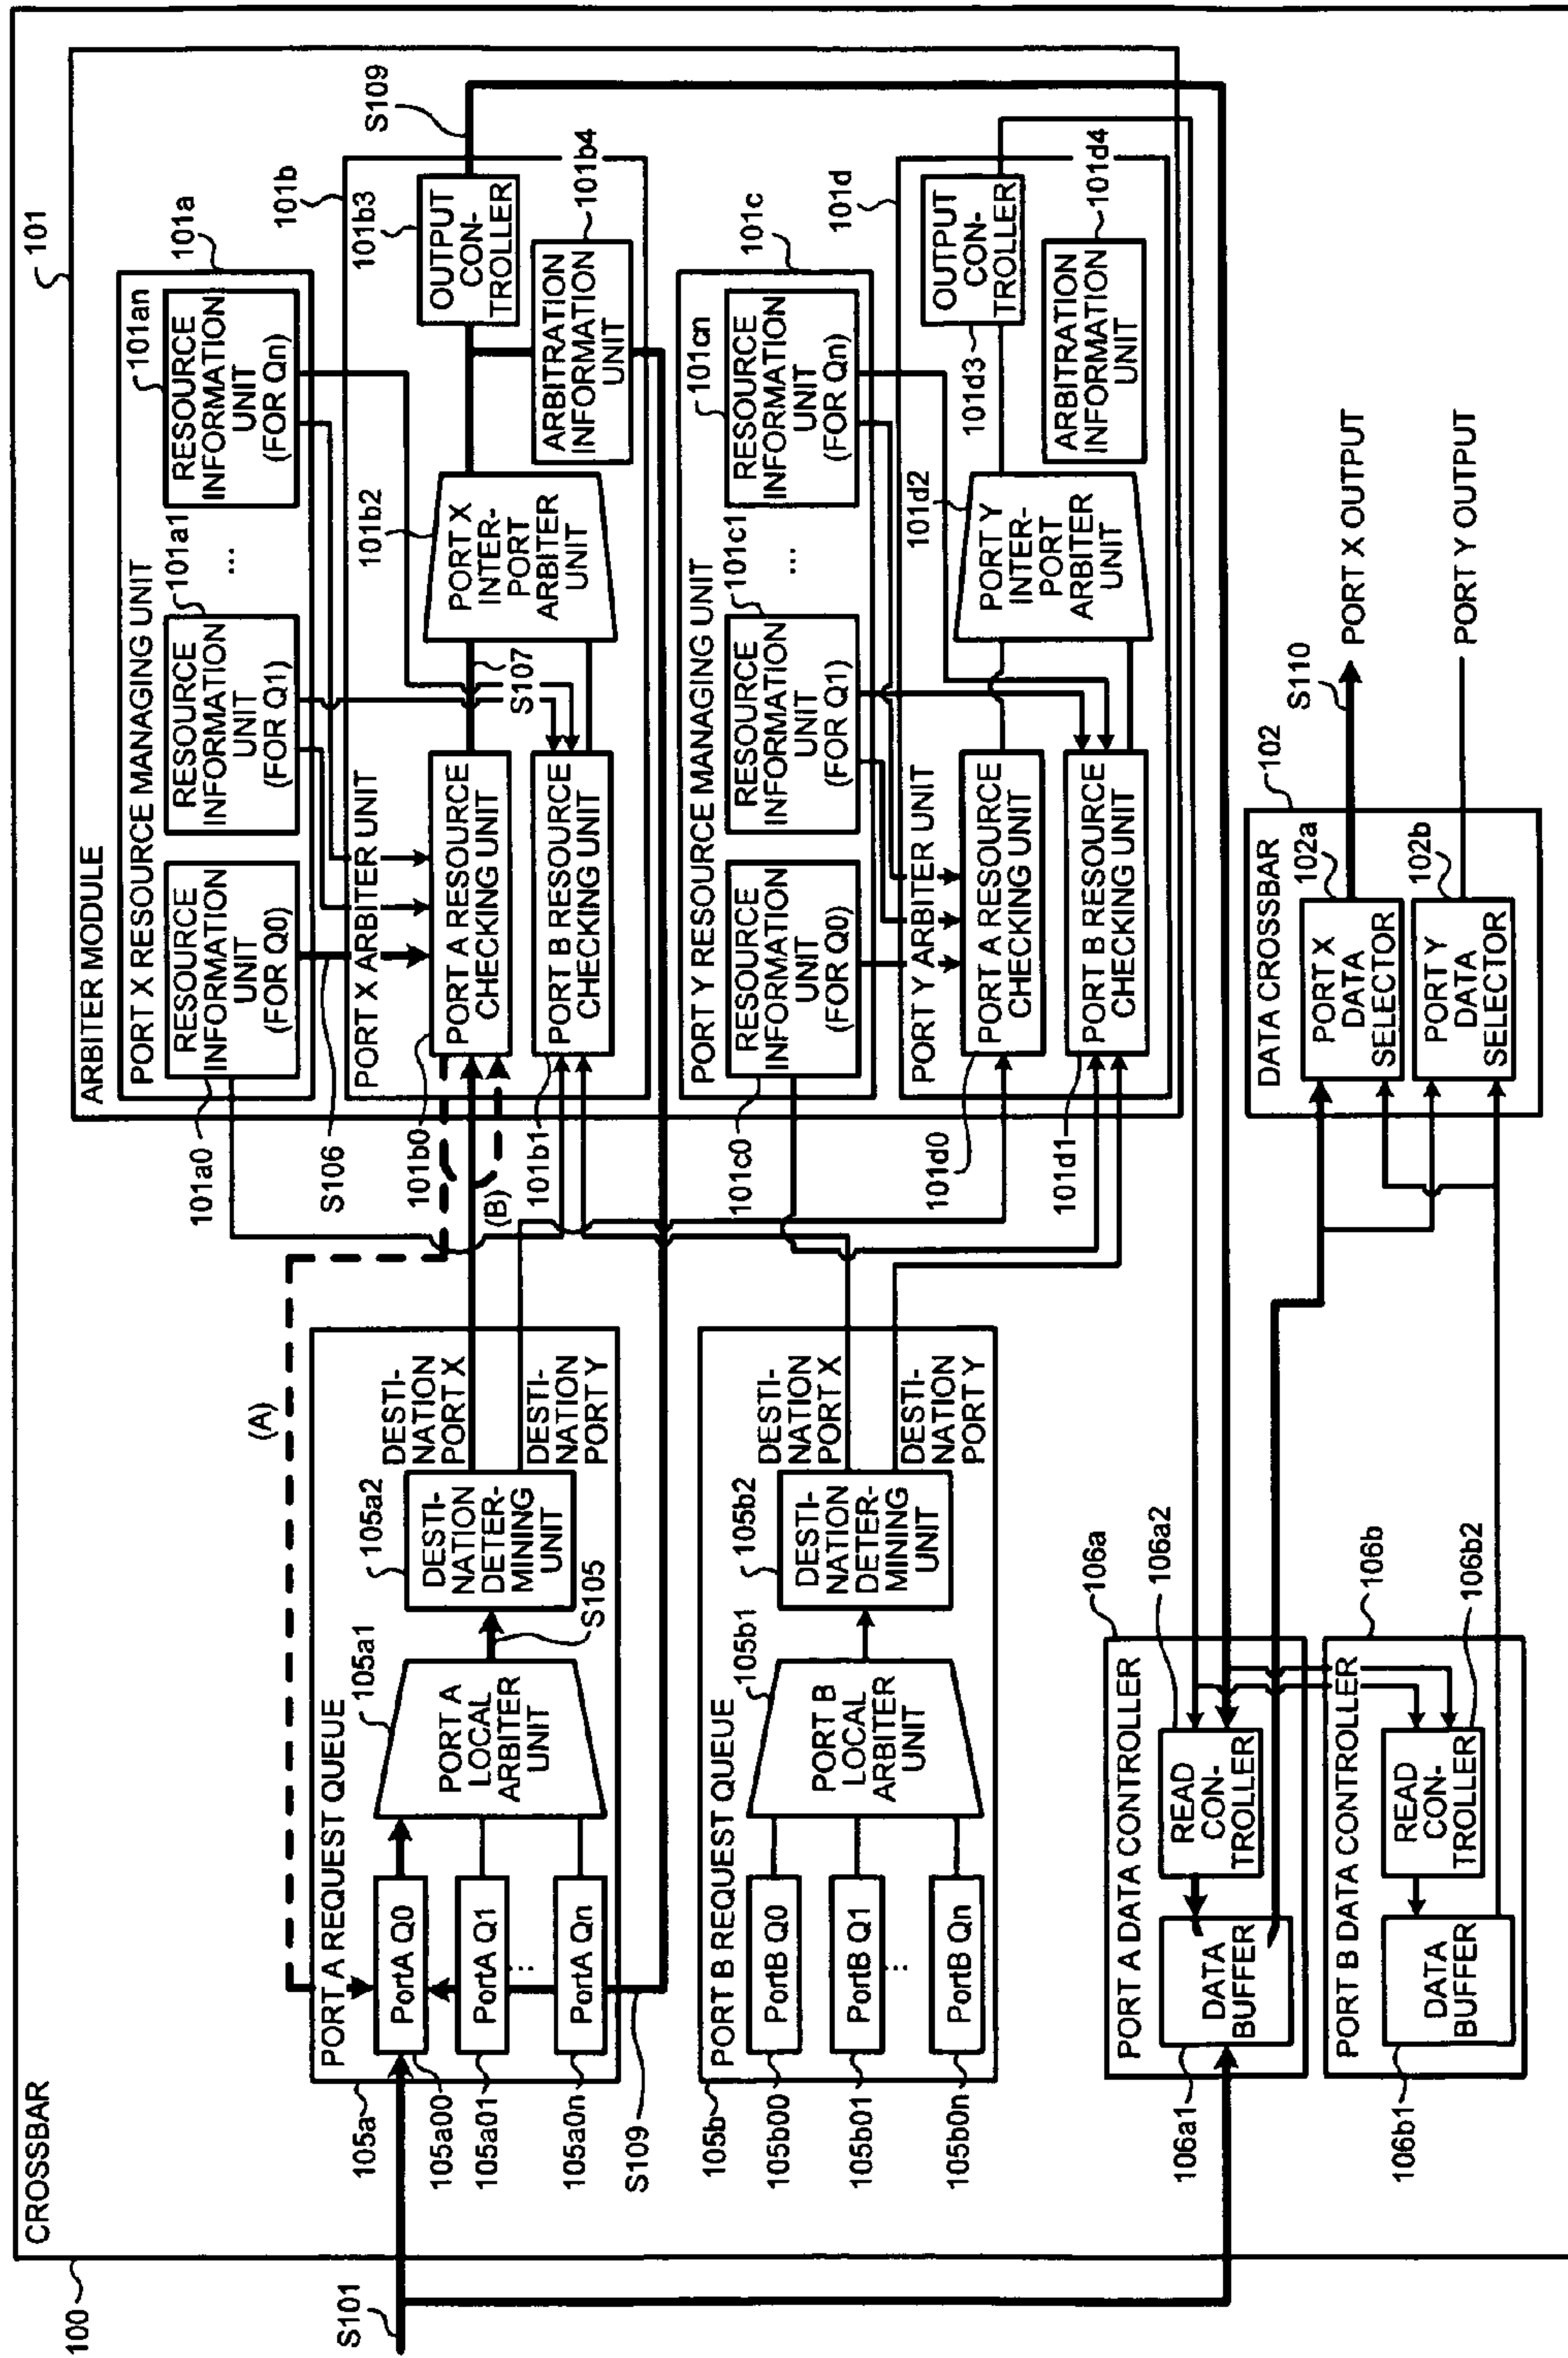 CROSSBAR
100
S101
ARBITER MODULE
101
PORT X RESOURCE MANAGING UNIT
101a
RESOURCE
INFORMATION
UNIT
(FOR Q0)
101a0
RESOURCE
INFORMATION
UNIT
(FOR Q1)
101a1
...
RESOURCE
INFORMATION
UNIT
(FOR Qn)
101an
S106
PORT X ARBITER UNIT
101b
PORT A RESOURCE
CHECKING UNIT
101b0
PORT B RESOURCE
CHECKING UNIT
101b1
S107
PORT X
INTER-
PORT
ARBITER
UNIT
101b2
OUTPUT
CON-
TROLLER
101b3
ARBITRATION
INFORMATION
UNIT
101b4
S109
PORT Y RESOURCE MANAGING UNIT
101c
RESOURCE
INFORMATION
UNIT
(FOR Q0)
101c0
RESOURCE
INFORMATION
UNIT
(FOR Q1)
101c1
...
RESOURCE
INFORMATION
UNIT
(FOR Qn)
101cn
PORT Y ARBITER UNIT
101d
PORT A RESOURCE
CHECKING UNIT
101d0
PORT B RESOURCE
CHECKING UNIT
101d1
PORT Y
INTER-
PORT
ARBITER
UNIT
101d2
OUTPUT
CON-
TROLLER
101d3
ARBITRATION
INFORMATION
UNIT
101d4
(A)
(B)
PORT A REQUEST QUEUE
105a
PortA Q0
105a00
PortA Q1
105a01
...
PortA Qn
105a0n
S109
PORT A
LOCAL
ARBITER
UNIT
105a1
S105
DESTI-
NATION
DETER-
MINING
UNIT
105a2
DESTI-
NATION
PORT X
DESTI-
NATION
PORT Y
PORT B REQUEST QUEUE
105b
PortB Q0
105b00
PortB Q1
105b01
...
PortB Qn
105b0n
PORT B
LOCAL
ARBITER
UNIT
105b1
DESTI-
NATION
DETER-
MINING
UNIT
105b2
DESTI-
NATION
PORT X
DESTI-
NATION
PORT Y
PORT A DATA CONTROLLER
106a
DATA
BUFFER
106a1
READ
CON-
TROLLER
106a2
PORT B DATA CONTROLLER
106b
DATA
BUFFER
106b1
READ
CON-
TROLLER
106b2
DATA CROSSBAR
102
PORT X
DATA
SELECTOR
102a
PORT Y
DATA
SELECTOR
102b
S110
PORT X OUTPUT
PORT Y OUTPUT